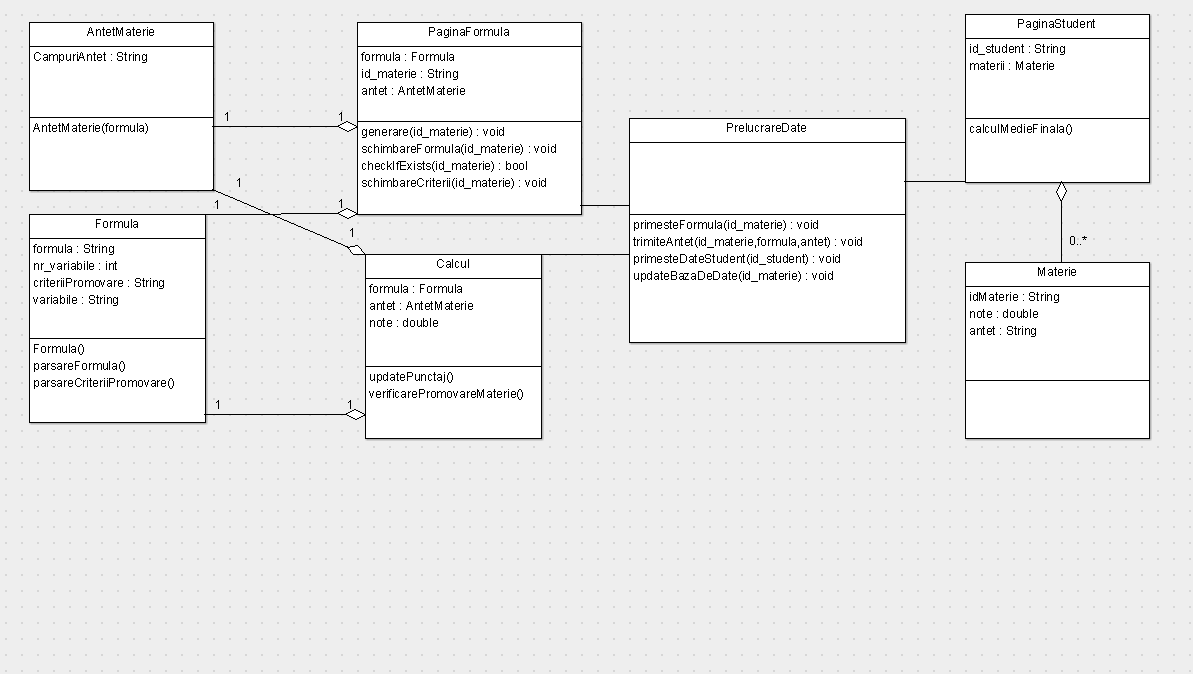 AntetMaterie
CampuriAntet : String
AntetMaterie(formula)
PaginaFormula
formula : Formula
id_materie : String
antet : AntetMaterie
generare(id_materie) : void
schimbareFormula(id_materie) : void
checkIfExists(id_materie) : bool
schimbareCriterii(id_materie) : void
PrelucrareDate
primesteFormula(id_materie) : void
trimiteAntet(id_materie,formula,antet) : void
primesteDateStudent(id_student) : void
updateBazaDeDate(id_materie) : void
PaginaStudent
id_student : String
materii : Materie
calculMedieFinala()
1
1
1
1
1
1
Formula
formula : String
nr_variabile : int
criteriiPromovare : String
variabile : String
Formula()
parsareFormula()
parsareCriteriiPromovare()
Calcul
formula : Formula
antet : AntetMaterie
note : double
updatePunctaj()
verificarePromovareMaterie()
1
1
0..*
Materie
idMaterie : String
note : double
antet : String